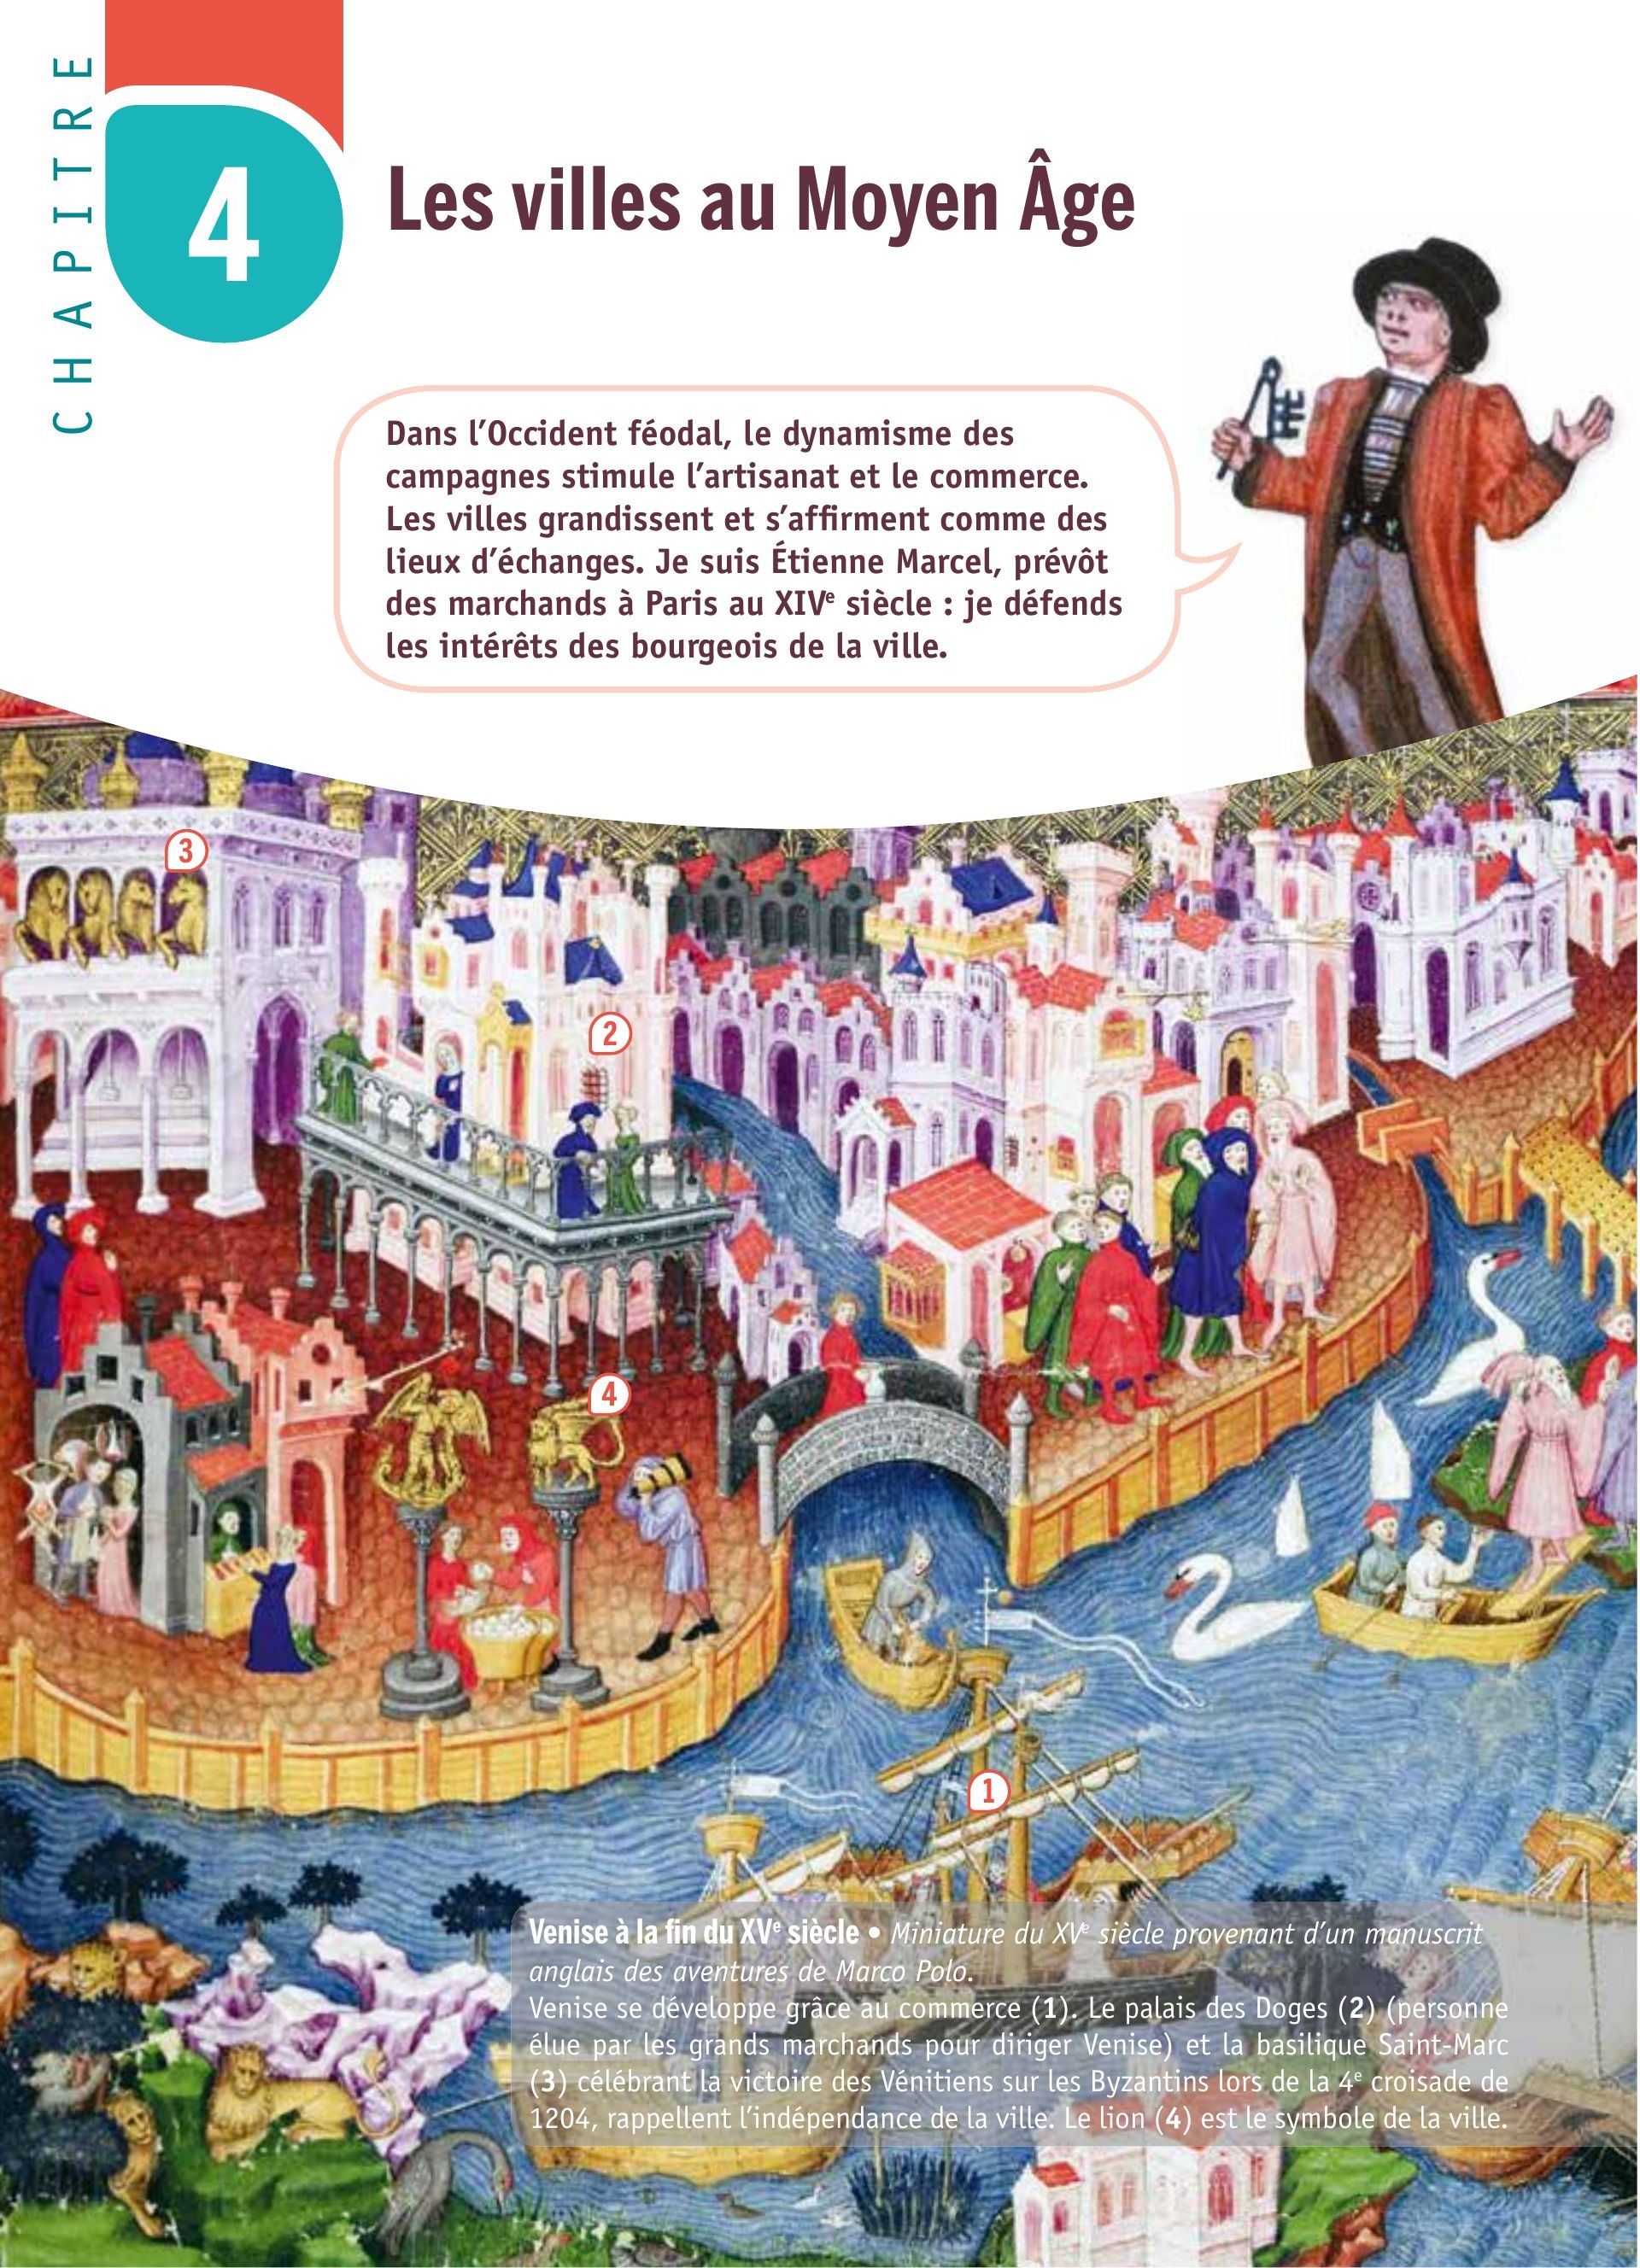 CHAPITRE
4
Les villes au Moyen Âge
Dans l’Occident féodal, le dynamisme des
campagnes stimule l’artisanat et le commerce.
Les villes grandissent et s’affirment comme des
lieux d’échanges. Je suis Étienne Marcel, prévôt
des marchands à Paris au XIVe siècle : je défends
les intérêts des bourgeois de la ville.
3
2
4
1
Venise à la fin du XVe siècle • Miniature du XVe siècle provenant d’un manuscrit
anglais des aventures de Marco Polo.
Venise se développe grâce au commerce (1). Le palais des Doges (2) (personne
élue par les grands marchands pour diriger Venise) et la basilique Saint-Marc
(3) célébrant la victoire des Vénitiens sur les Byzantins lors de la 4e croisade de
1204, rappellent l’indépendance de la ville. Le lion (4) est le symbole de la ville.